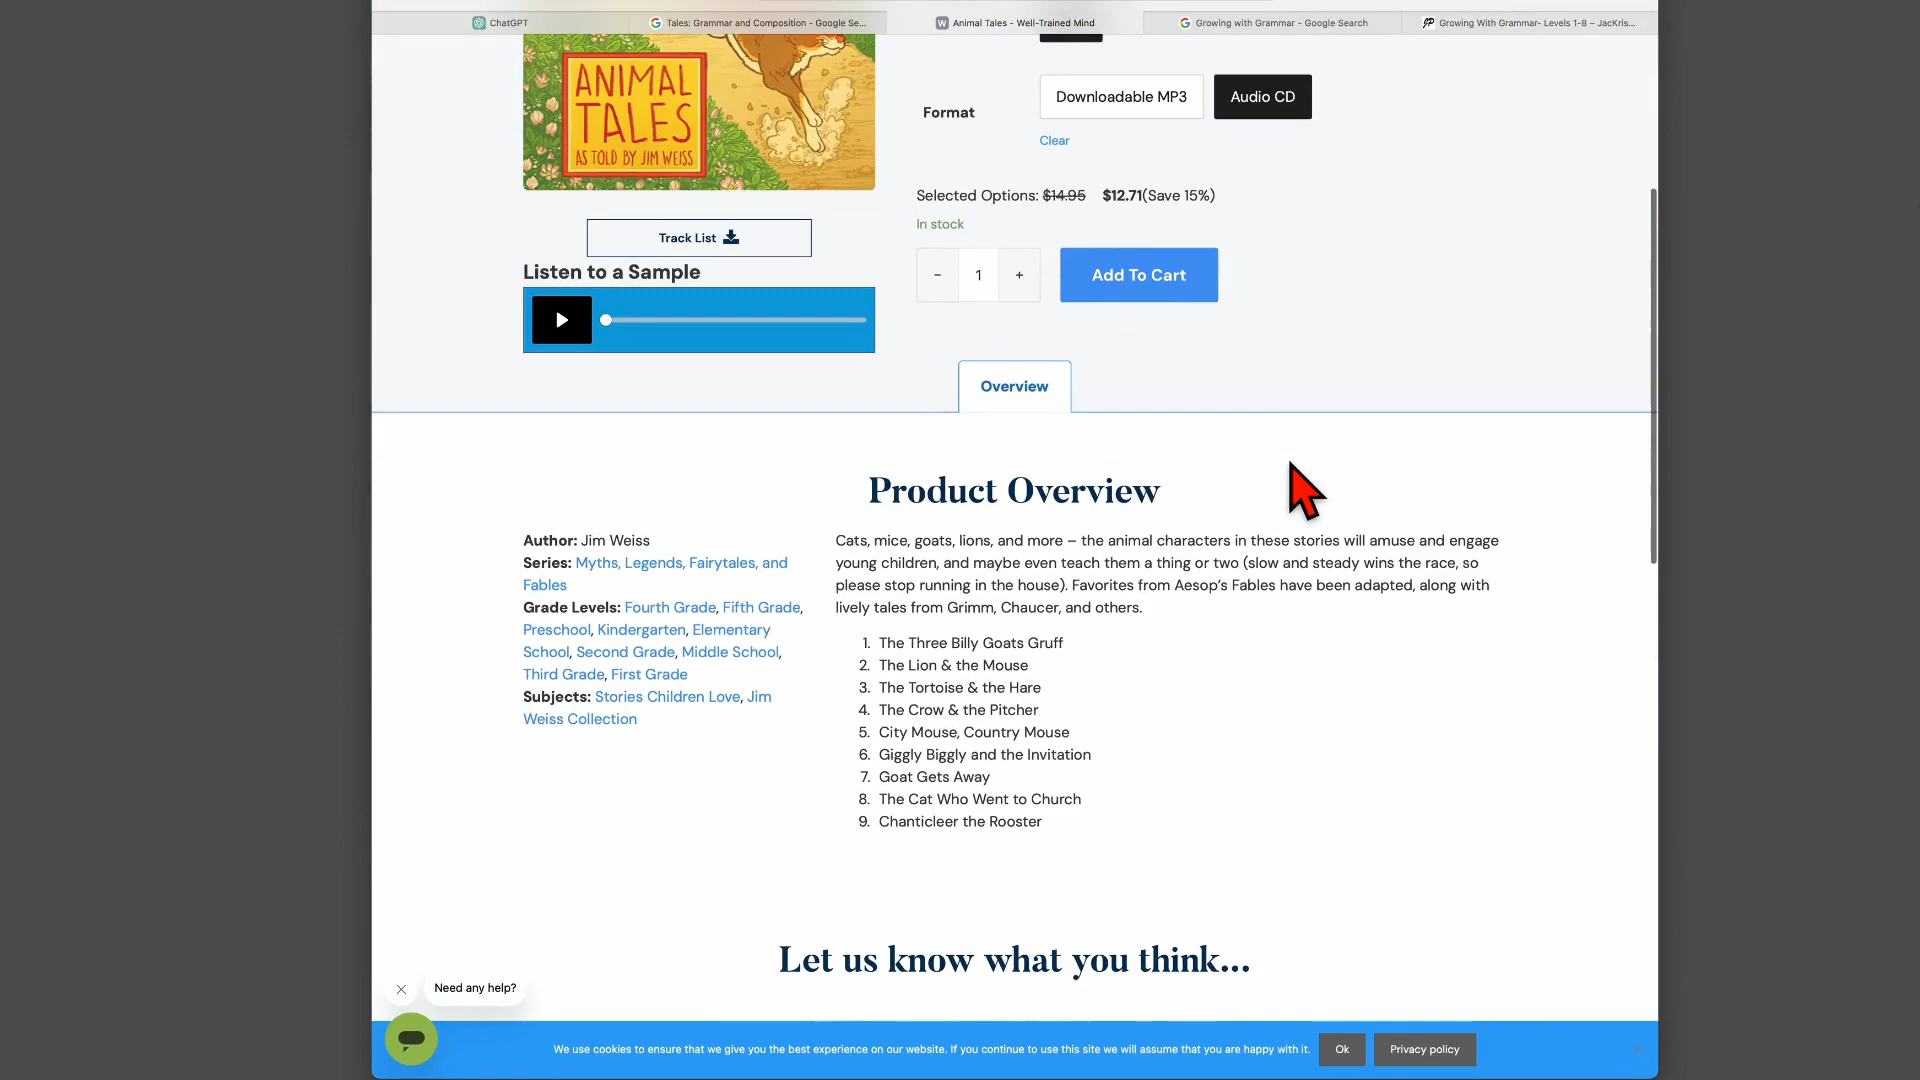 ChatGPT
Tales: Grammar and Composition - Google Se...
Animal Tales - Well-Trained Mind
Growing with Grammar - Google Search
Growing With Grammar- Levels 1-8 – JacKris...
ANIMAL
TALES
AS TOLD BY JIM WEISS
Format
Downloadable MP3
Audio CD
Clear
Selected Options: $14.95 $12.71(Save 15%)
In stock
- 1 +
Add To Cart
Track List
Listen to a Sample
Overview
Product Overview
Author: Jim Weiss
Series: Myths, Legends, Fairytales, and
Fables
Grade Levels: Fourth Grade, Fifth Grade,
Preschool, Kindergarten, Elementary
School, Second Grade, Middle School,
Third Grade, First Grade
Subjects: Stories Children Love, Jim
Weiss Collection
Cats, mice, goats, lions, and more – the animal characters in these stories will amuse and engage
young children, and maybe even teach them a thing or two (slow and steady wins the race, so
please stop running in the house). Favorites from Aesop’s Fables have been adapted, along with
lively tales from Grimm, Chaucer, and others.
1. The Three Billy Goats Gruff
2. The Lion & the Mouse
3. The Tortoise & the Hare
4. The Crow & the Pitcher
5. City Mouse, Country Mouse
6. Giggly Biggly and the Invitation
7. Goat Gets Away
8. The Cat Who Went to Church
9. Chanticleer the Rooster
Let us know what you think...
Need any help?
We use cookies to ensure that we give you the best experience on our website. If you continue to use this site we will assume that you are happy with it.
Ok
Privacy policy